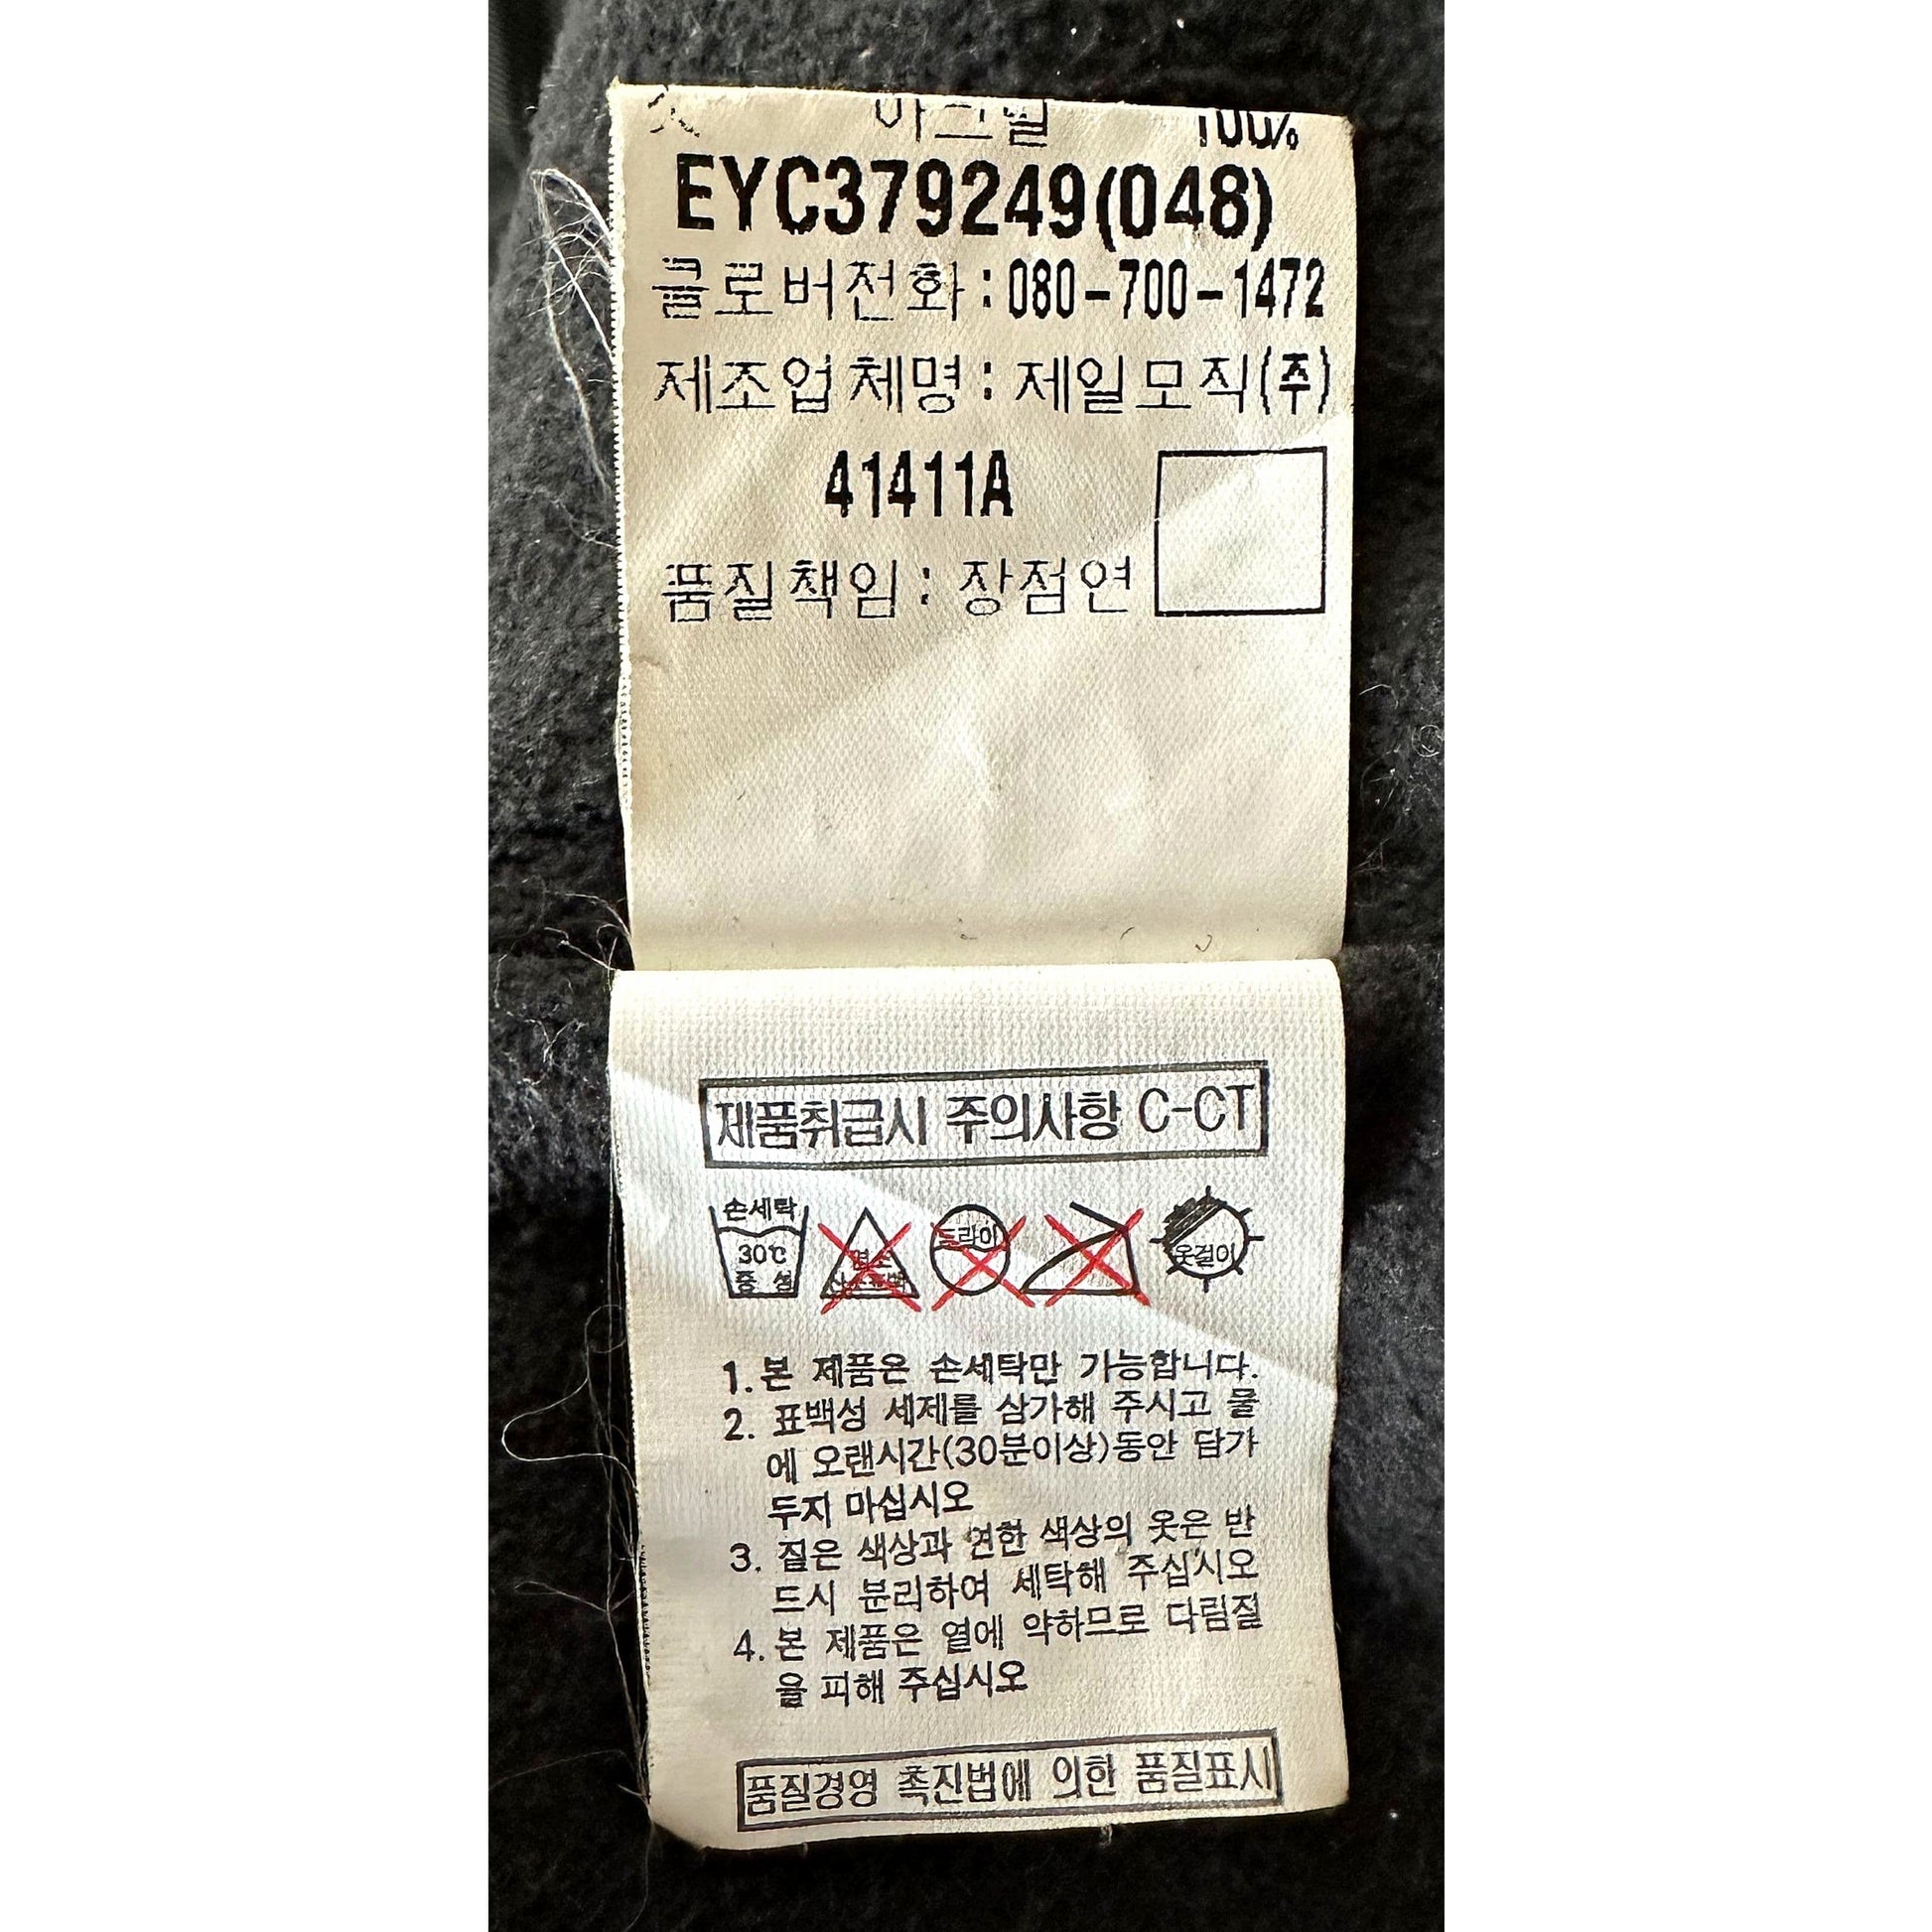 아크릴 100%
EYC379249(048)
클로버전화:080-700-1472
제조업체명:제일모직(주)
41411A
품질책임:장점연
제품취급시 주의사항 C-CT
손세탁
30℃
중성
드라이
옷걸이
1. 본 제품은 손세탁만 가능합니다.
2. 표백성 세제를 삼가해 주시고 물
에 오랜시간(30분이상)동안 담가
두지 마십시오
3. 짙은 색상과 연한 색상의 옷은 반
드시 분리하여 세탁해 주십시오
4. 본 제품은 열에 약하므로 다림질
을 피해 주십시오
품질경영 촉진법에 의한 품질표시